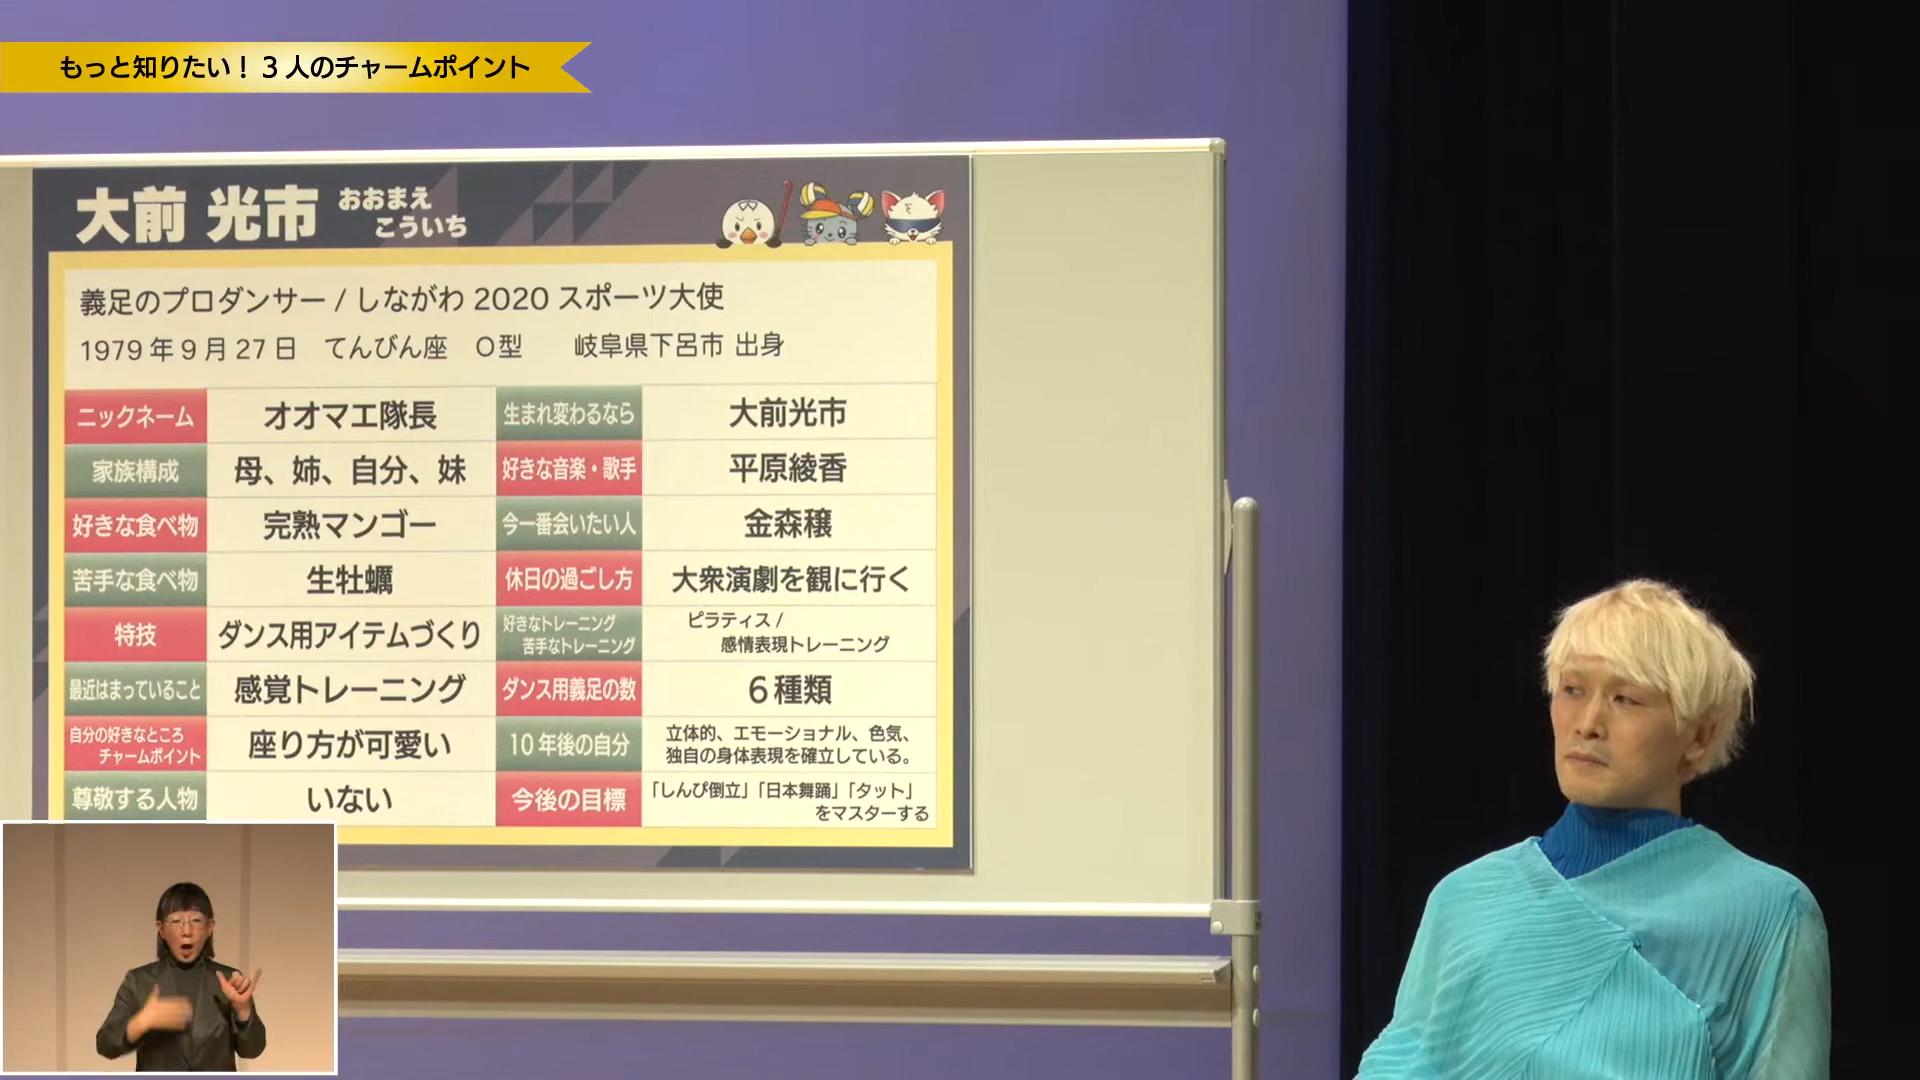 もっと知りたい！３人のチャームポイント
大前 光市 おおまえ
こういち
義足のプロダンサー / しながわ 2020 スポーツ大使
1979 年 9 月 27 日 てんびん座 O型 岐阜県下呂市 出身
ニックネーム オオマエ隊長 生まれ変わるなら 大前光市
家族構成 母、姉、自分、妹 好きな音楽・歌手 平原綾香
好きな食べ物 完熟マンゴー 今一番会いたい人 金森穣
苦手な食べ物 生牡蠣 休日の過ごし方 大衆演劇を観に行く
特技 ダンス用アイテムづくり
好きなトレーニング
苦手なトレーニング
ピラティス /
感情表現トレーニング
最近はまっていること 感覚トレーニング ダンス用義足の数 ６種類
自分の好きなところ
チャームポイント
座り方が可愛い
10 年後の自分
立体的、エモーショナル、色気、
独自の身体表現を確立している。
尊敬する人物 いない 今後の目標
「しんぴ倒立」「日本舞踊」「タット」
をマスターする